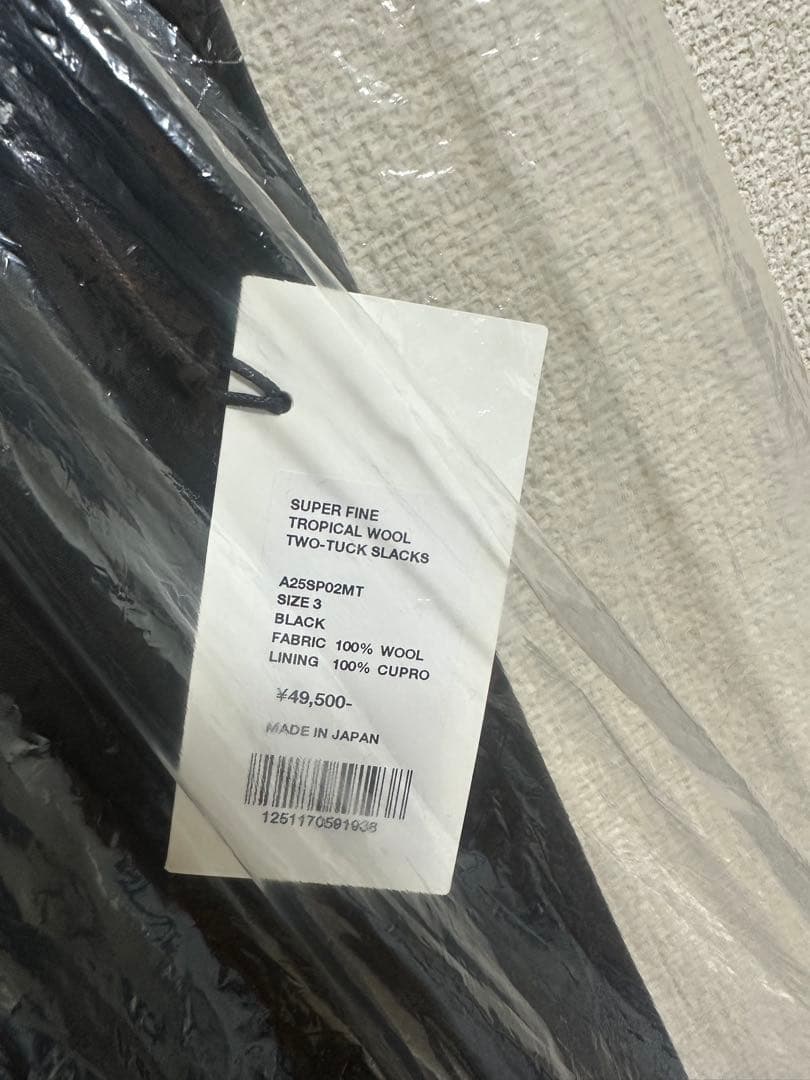 SUPER FINE
TROPICAL WOOL
TWO-TUCK SLACKS
A25SP02MT
SIZE 3
BLACK
FABRIC 100% WOOL
LINING 100% CUPRO
¥49,500-
MADE IN JAPAN
1251170591938